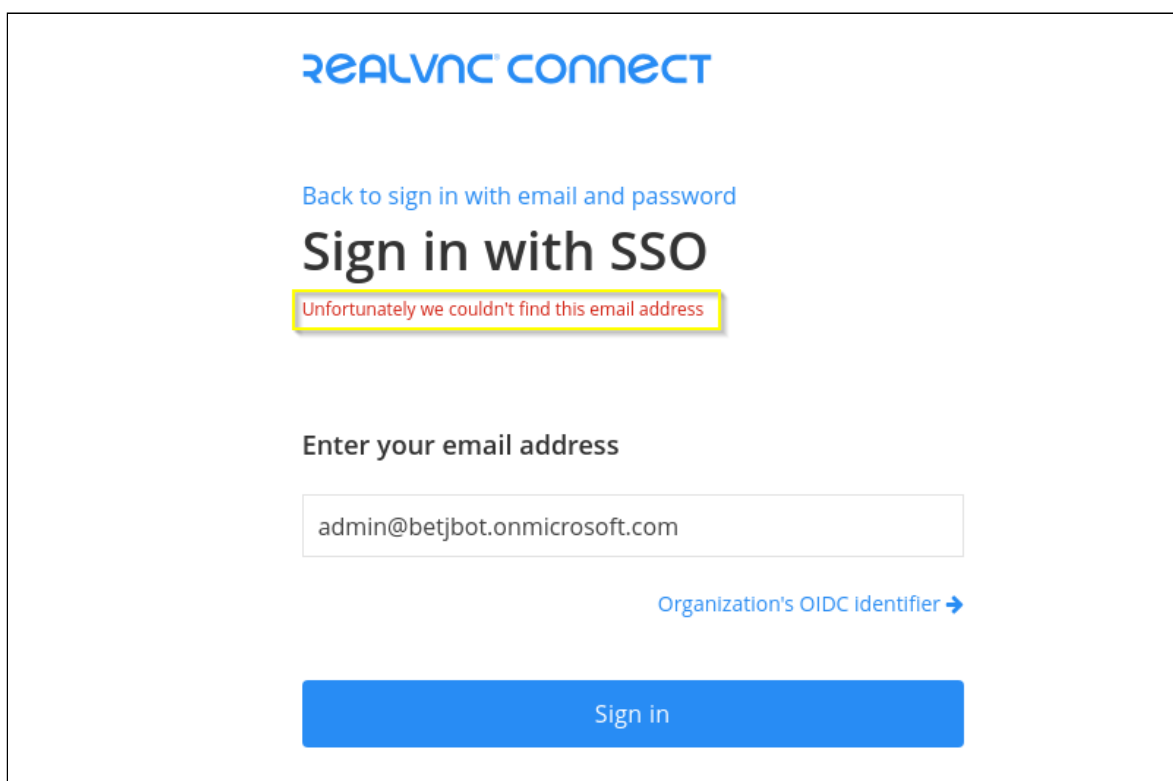 REALVNC® CONNECT
Back to sign in with email and password
Sign in with SSO
Unfortunately we couldn't find this email address
Enter your email address
admin@betjbot.onmicrosoft.com
Organization's OIDC identifier →
Sign in